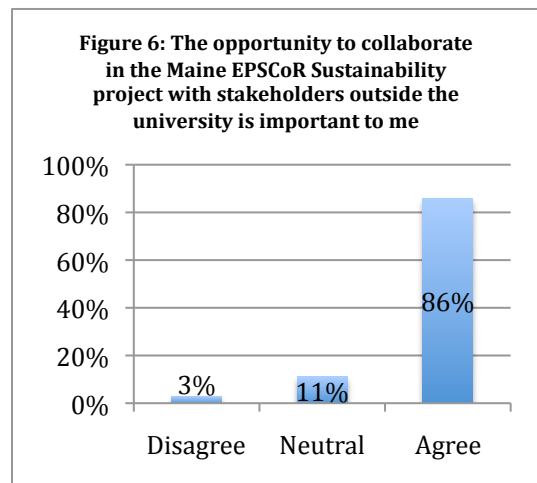 Figure 6: The opportunity to collaborate
in the Maine EPSCoR Sustainability
project with stakeholders outside the
university is important to me
100%
80%
60%
40%
20%
0%
3%
11%
86%
Disagree
Neutral
Agree